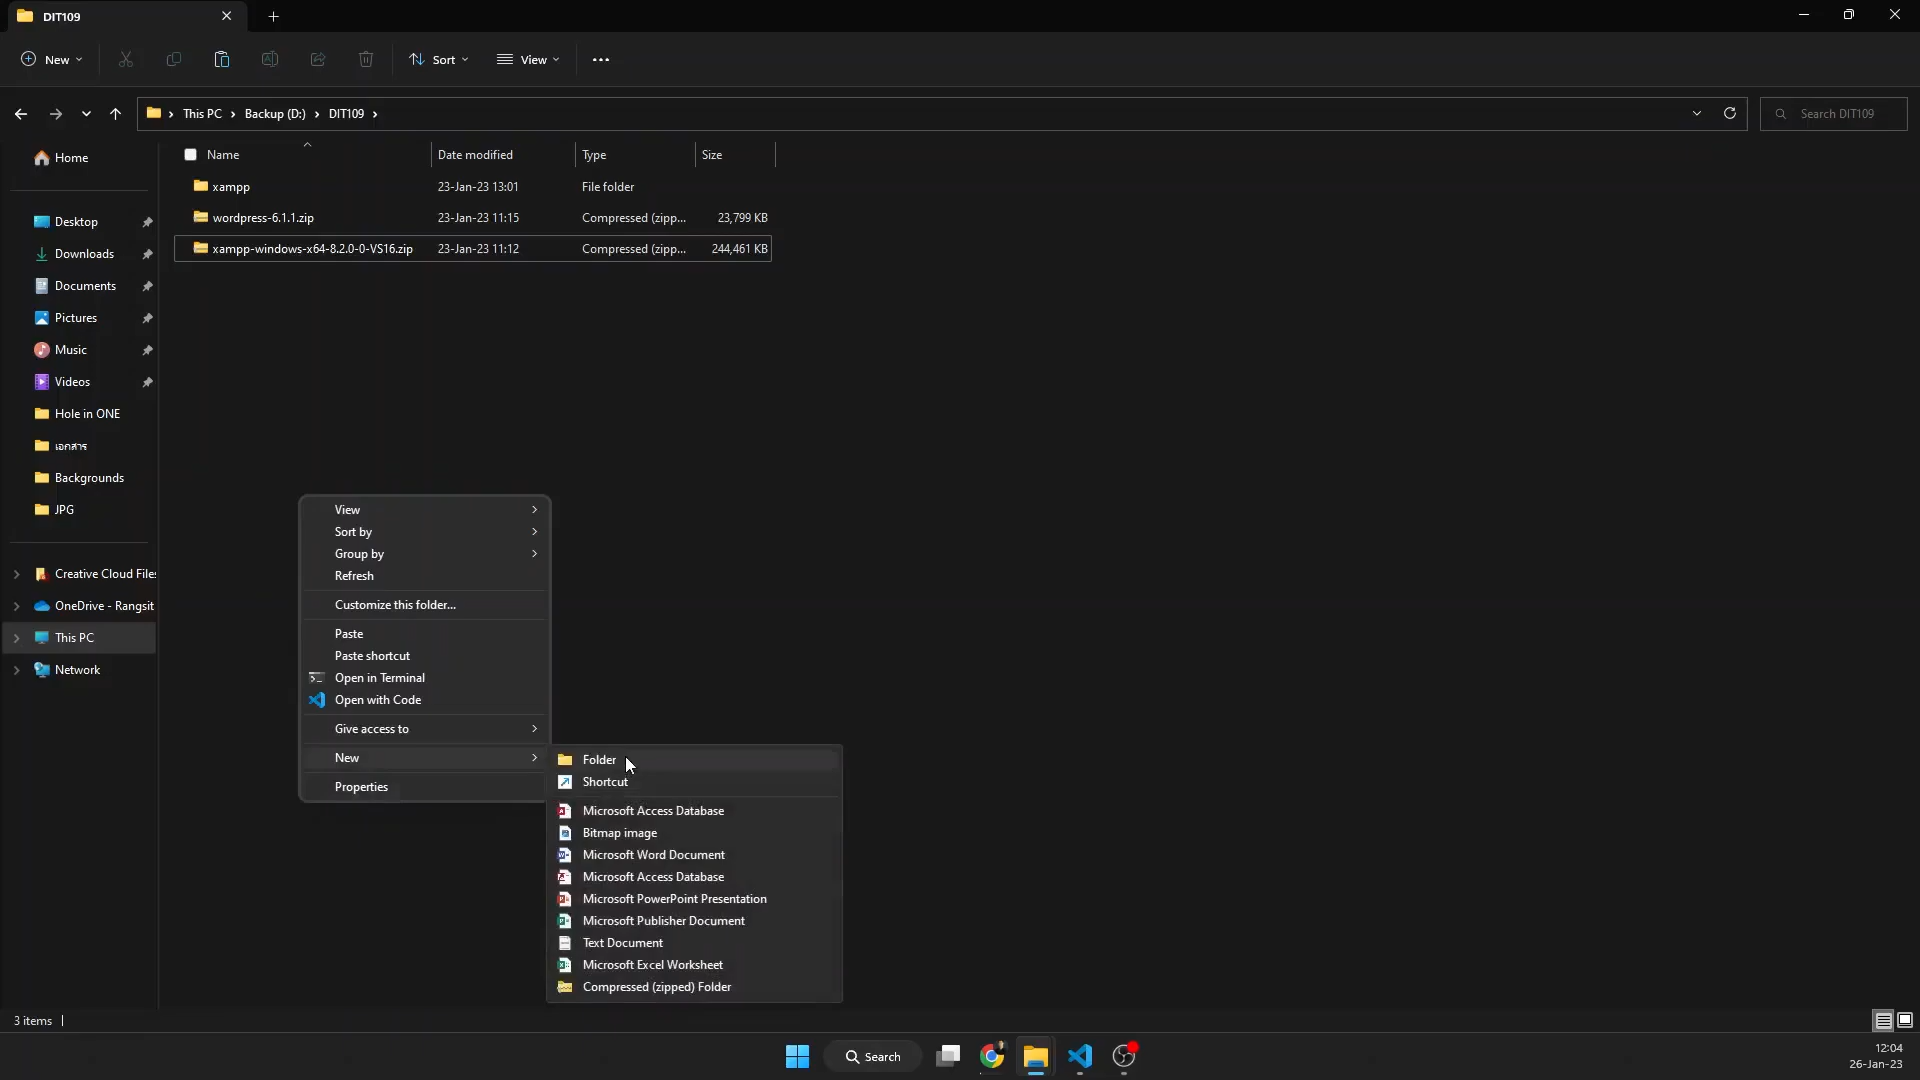 DIT109
New
Sort
View
This PC
Backup (D:)
DIT109
Search DIT109
Name
Date modified
Type
Size
xampp
23-Jan-23 13:01
File folder
wordpress-6.1.1.zip
23-Jan-23 11:15
Compressed (zipp...
23,799 KB
xampp-windows-x64-8.2.0-0-VS16.zip
23-Jan-23 11:12
Compressed (zipp...
244,461 KB
Home
Desktop
Downloads
Documents
Pictures
Music
Videos
Hole in ONE
เอกสาร
Backgrounds
JPG
Creative Cloud Files
OneDrive - Rangsit
This PC
Network
View
Sort by
Group by
Refresh
Customize this folder...
Paste
Paste shortcut
Open in Terminal
Open with Code
Give access to
New
Properties
Folder
Shortcut
Microsoft Access Database
Bitmap image
Microsoft Word Document
Microsoft Access Database
Microsoft PowerPoint Presentation
Microsoft Publisher Document
Text Document
Microsoft Excel Worksheet
Compressed (zipped) Folder
3 items
Search
12:04
26-Jan-23